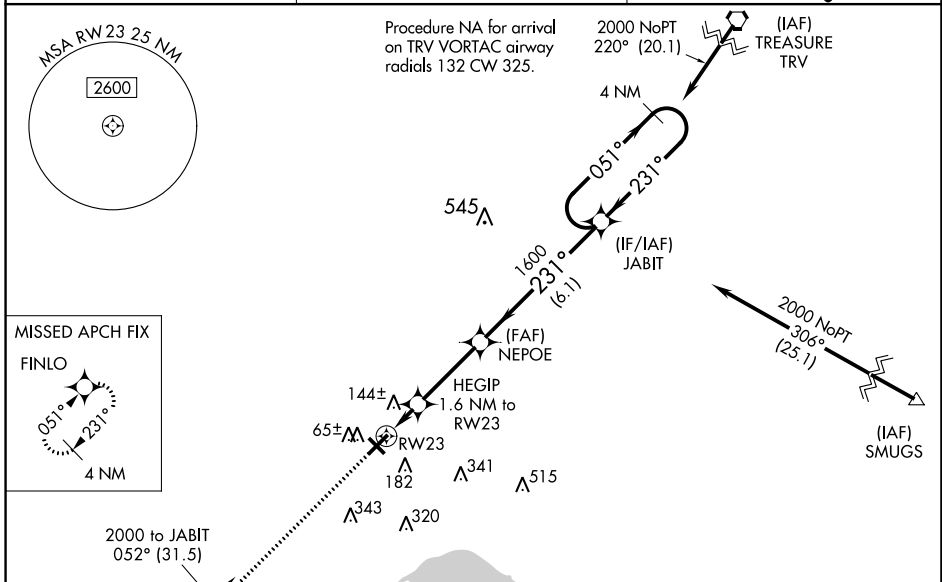 MSA RW 23 25 NM
2600
Procedure NA for arrival
on TRV VORTAC airway
radials 132 CW 325.
2000 NoPT
220° (20.1)
(IAF)
TREASURE
TRV
4 NM
051°
231°
545
(IF/IAF)
JABIT
1600
231°
(6.1)
2000 NoPT
306°
(25.1)
(IAF)
SMUGS
(FAF)
NEPOE
MISSED APCH FIX
FINLO
051°
231°
4 NM
HEGIP
1.6 NM to
RW23
144±
65±
RW23
182
341
515
343
320
2000 to JABIT
052° (31.5)